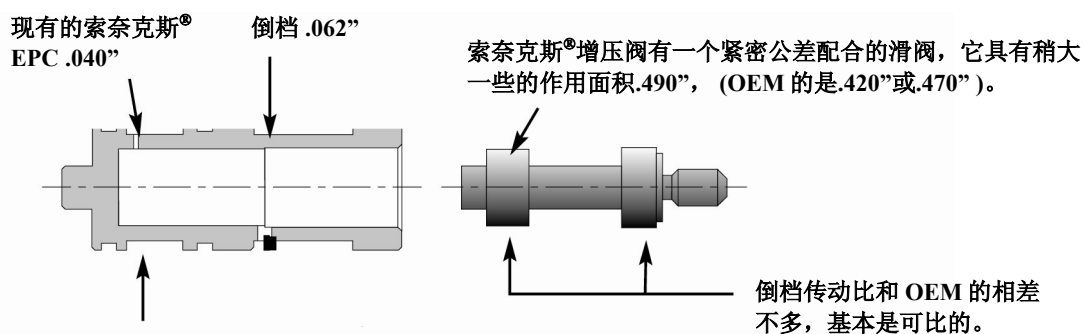 现有的索奈克斯®
EPC .040”
倒档 .062”
索奈克斯®增压阀有一个紧密公差配合的滑阀，它具有稍大
一些的作用面积.490”， (OEM 的是.420”或.470” )。
倒档传动比和 OEM 的相差
不多，基本是可比的。